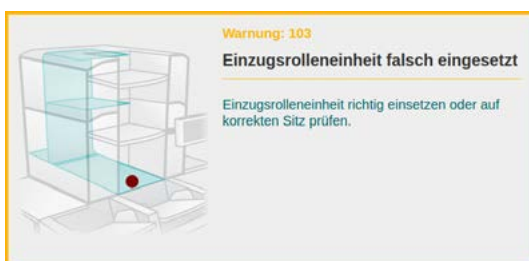 Warnung: 103
Einzugsrolleneinheit falsch eingesetzt
Einzugsrolleneinheit richtig einsetzen oder auf
korrekten Sitz prüfen.